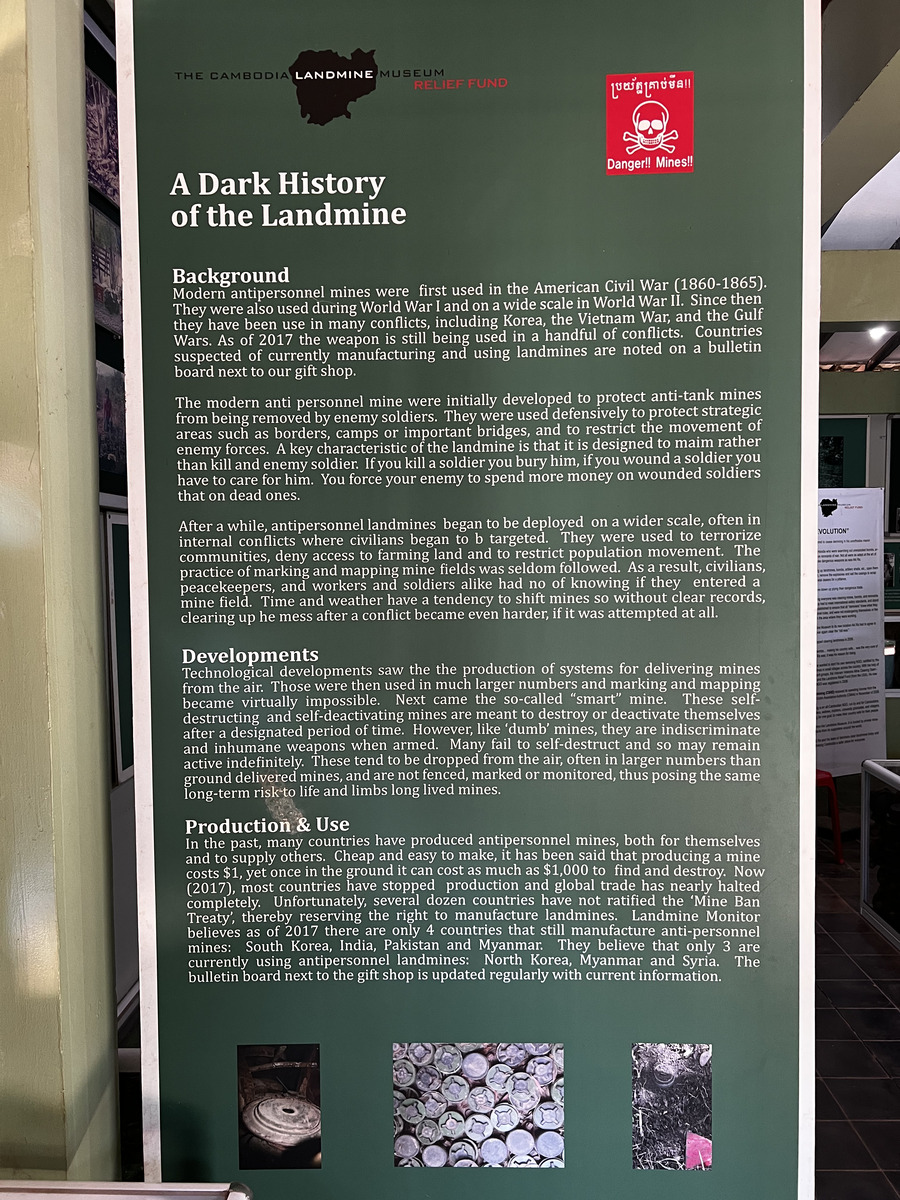 THE CAMBODIA LANDMINE MUSEUM
RELIEF FUND
ប្រយ័ត្នគ្រាប់មីន!!
Danger!! Mines!!
A Dark History
of the Landmine
Background
Modern antipersonnel mines were first used in the American Civil War (1860-1865).
They were also used during World War I and on a wide scale in World War II. Since then
they have been use in many conflicts, including Korea, the Vietnam War, and the Gulf
Wars. As of 2017 the weapon is still being used in a handful of conflicts. Countries
suspected of currently manufacturing and using landmines are noted on a bulletin
board next to our gift shop.
The modern anti personnel mine were initially developed to protect anti-tank mines
from being removed by enemy soldiers. They were used defensively to protect strategic
areas such as borders, camps or important bridges, and to restrict the movement of
enemy forces. A key characteristic of the landmine is that it is designed to maim rather
than kill and enemy soldier. If you kill a soldier you bury him, if you wound a soldier you
have to care for him. You force your enemy to spend more money on wounded soldiers
that on dead ones.
After a while, antipersonnel landmines began to be deployed on a wider scale, often in
internal conflicts where civilians began to b targeted. They were used to terrorize
communities, deny access to farming land and to restrict population movement. The
practice of marking and mapping mine fields was seldom followed. As a result, civilians,
peacekeepers, and workers and soldiers alike had no of knowing if they entered a
mine field. Time and weather have a tendency to shift mines so without clear records,
clearing up he mess after a conflict became even harder, if it was attempted at all.
Developments
Technological developments saw the the production of systems for delivering mines
from the air. Those were then used in much larger numbers and marking and mapping
became virtually impossible. Next came the so-called “smart” mine. These self-
destructing and self-deactivating mines are meant to destroy or deactivate themselves
after a designated period of time. However, like ‘dumb’ mines, they are indiscriminate
and inhumane weapons when armed. Many fail to self-destruct and so may remain
active indefinitely. These tend to be dropped from the air, often in larger numbers than
ground delivered mines, and are not fenced, marked or monitored, thus posing the same
long-term risk to life and limbs long lived mines.
Production & Use
In the past, many countries have produced antipersonnel mines, both for themselves
and to supply others. Cheap and easy to make, it has been said that producing a mine
costs $1, yet once in the ground it can cost as much as $1,000 to find and destroy. Now
(2017), most countries have stopped production and global trade has nearly halted
completely. Unfortunately, several dozen countries have not ratified the ‘Mine Ban
Treaty’, thereby reserving the right to manufacture landmines. Landmine Monitor
believes as of 2017 there are only 4 countries that still manufacture anti-personnel
mines: South Korea, India, Pakistan and Myanmar. They believe that only 3 are
currently using antipersonnel landmines: North Korea, Myanmar and Syria. The
bulletin board next to the gift shop is updated regularly with current information.